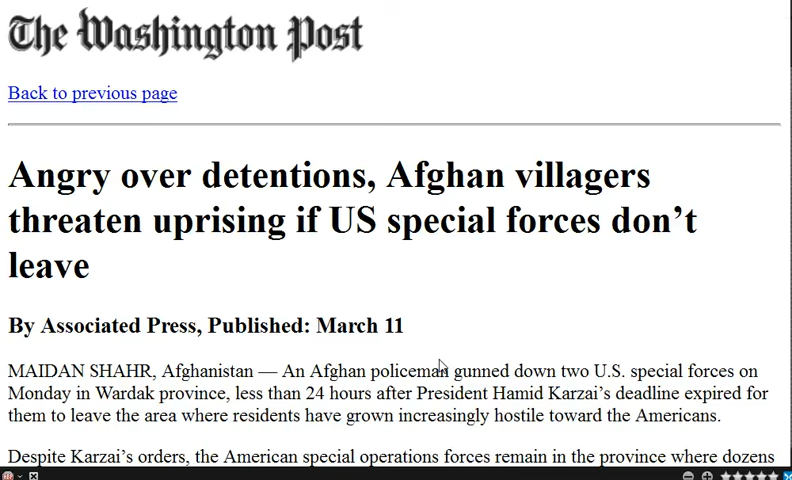 The Washington Post
Back to previous page
Angry over detentions, Afghan villagers
threaten uprising if US special forces don’t
leave
By Associated Press, Published: March 11
MAIDAN SHAHR, Afghanistan — An Afghan policeman gunned down two U.S. special forces on
Monday in Wardak province, less than 24 hours after President Hamid Karzai’s deadline expired for
them to leave the area where residents have grown increasingly hostile toward the Americans.
Despite Karzai’s orders, the American special operations forces remain in the province where dozens